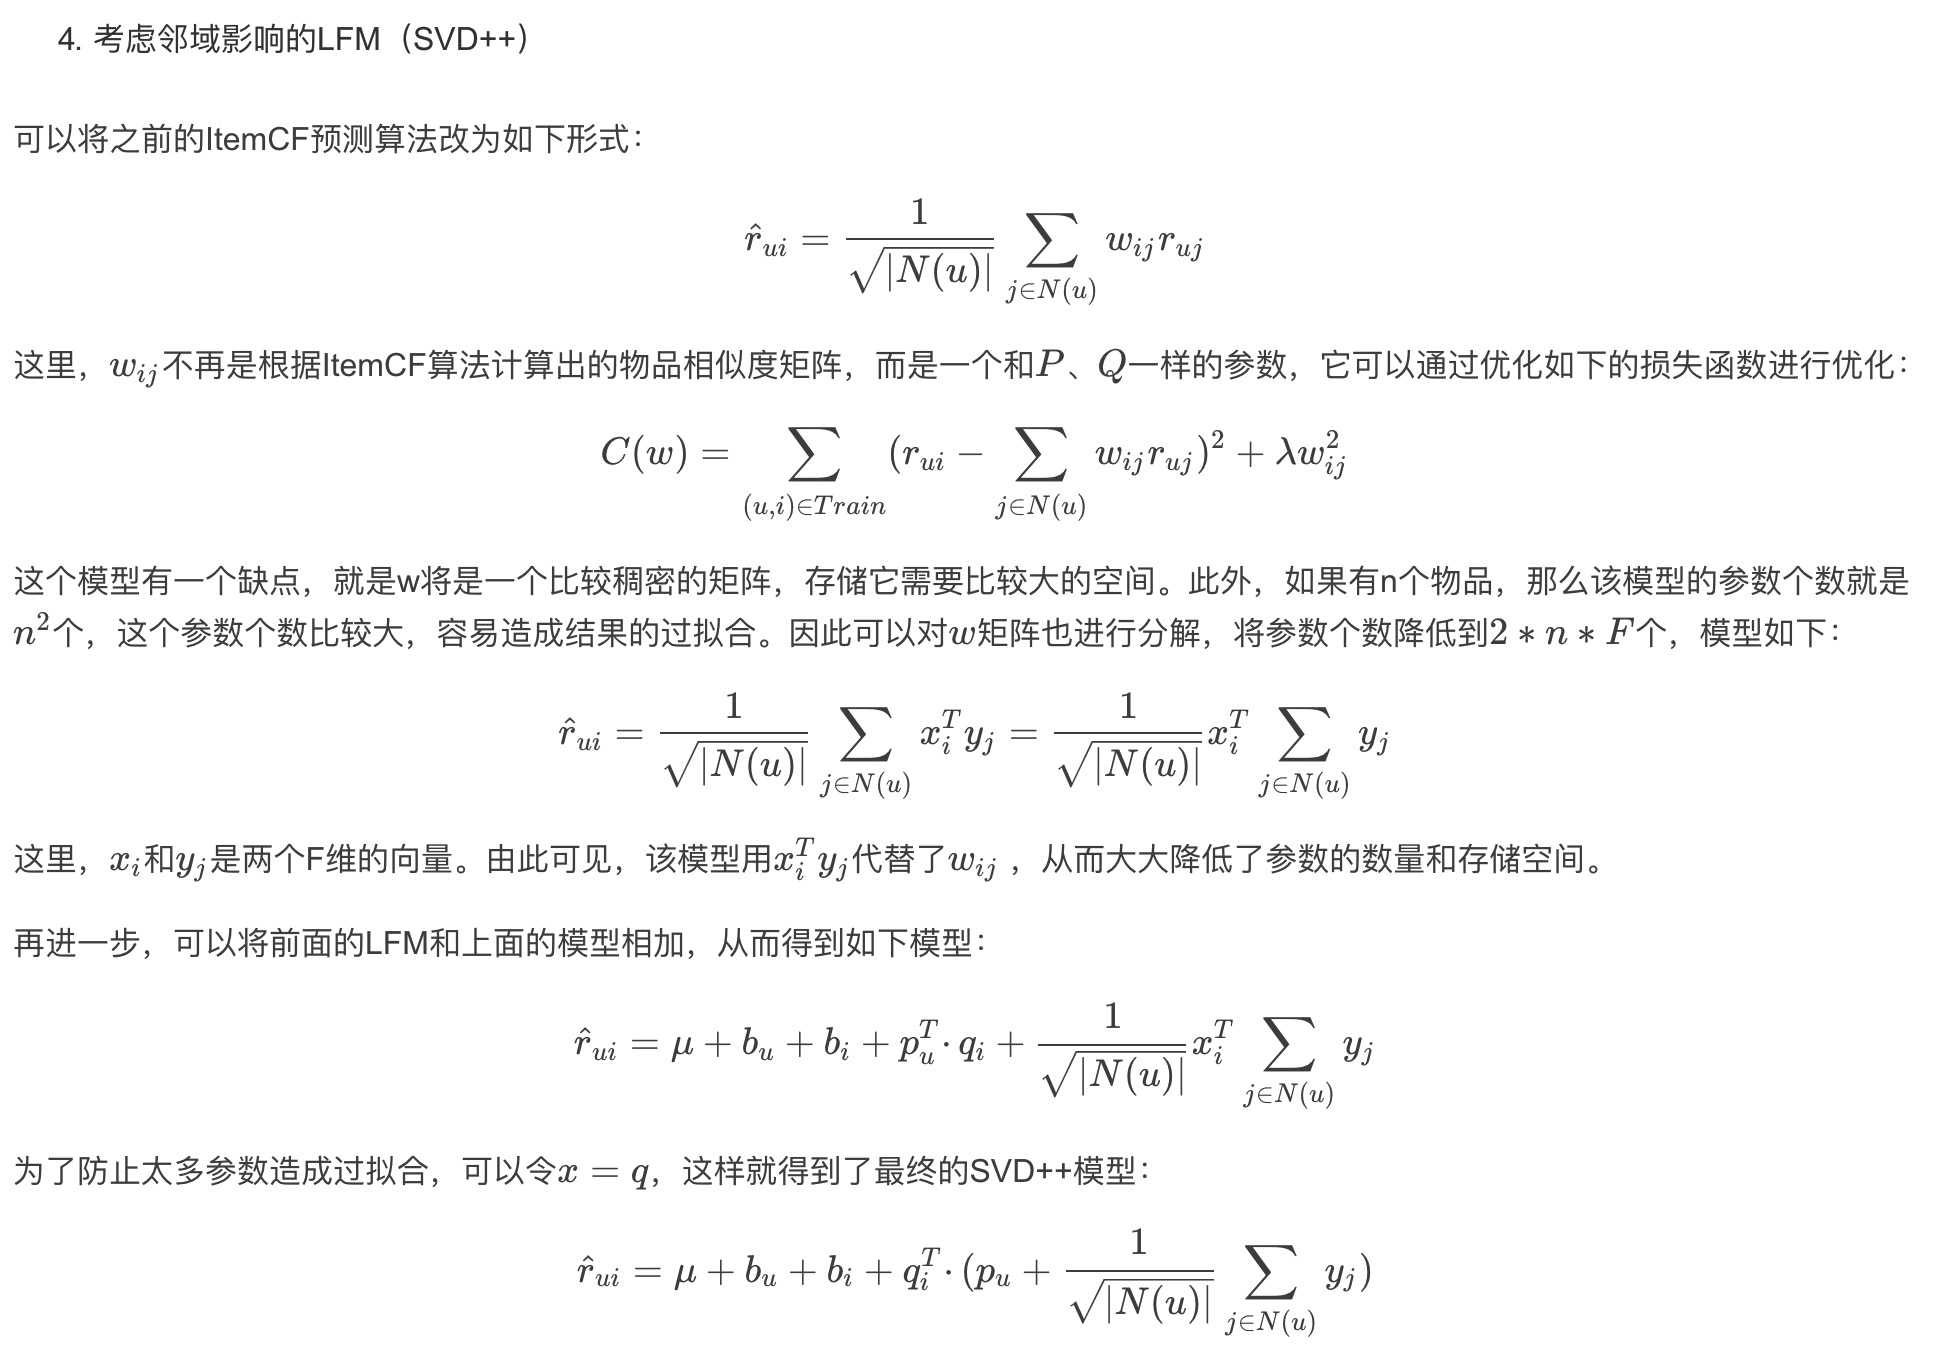 4. 考虑邻域影响的LFM（SVD++）
可以将之前的ItemCF预测算法改为如下形式：
$\hat{r}_{ui} = \frac{1}{\sqrt{|N(u)|}} \sum_{j \in N(u)} w_{ij} r_{uj}$
这里，$w_{ij}$不再是根据ItemCF算法计算出的物品相似度矩阵，而是一个和$P$、$Q$一样的参数，它可以通过优化如下的损失函数进行优化：
$C(w) = \sum_{(u,i) \in Train} (r_{ui} - \sum_{j \in N(u)} w_{ij} r_{uj})^2 + \lambda w_{ij}^2$
这个模型有一个缺点，就是w将是一个比较稠密的矩阵，存储它需要比较大的空间。此外，如果有n个物品，那么该模型的参数个数就是
$n^2$个，这个参数个数比较大，容易造成结果的过拟合。因此可以对$w$矩阵也进行分解，将参数个数降低到$2 * n * F$个，模型如下：
$\hat{r}_{ui} = \frac{1}{\sqrt{|N(u)|}} \sum_{j \in N(u)} x_i^T y_j = \frac{1}{\sqrt{|N(u)|}} x_i^T \sum_{j \in N(u)} y_j$
这里，$x_i$和$y_j$是两个F维的向量。由此可见，该模型用$x_i^T y_j$代替了$w_{ij}$ ，从而大大降低了参数的数量和存储空间。
再进一步，可以将前面的LFM和上面的模型相加，从而得到如下模型：
$\hat{r}_{ui} = \mu + b_u + b_i + p_u^T \cdot q_i + \frac{1}{\sqrt{|N(u)|}} x_i^T \sum_{j \in N(u)} y_j$
为了防止太多参数造成过拟合，可以令$x = q$，这样就得到了最终的SVD++模型：
$\hat{r}_{ui} = \mu + b_u + b_i + q_i^T \cdot (p_u + \frac{1}{\sqrt{|N(u)|}} \sum_{j \in N(u)} y_j)$